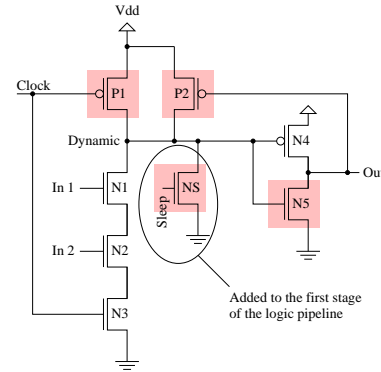 Vdd
Clock
P1
P2
Dynamic
N4
In 1
N1
Sleep
NS
N5
Out
In 2
N2
N3
Added to the first stage
of the logic pipeline